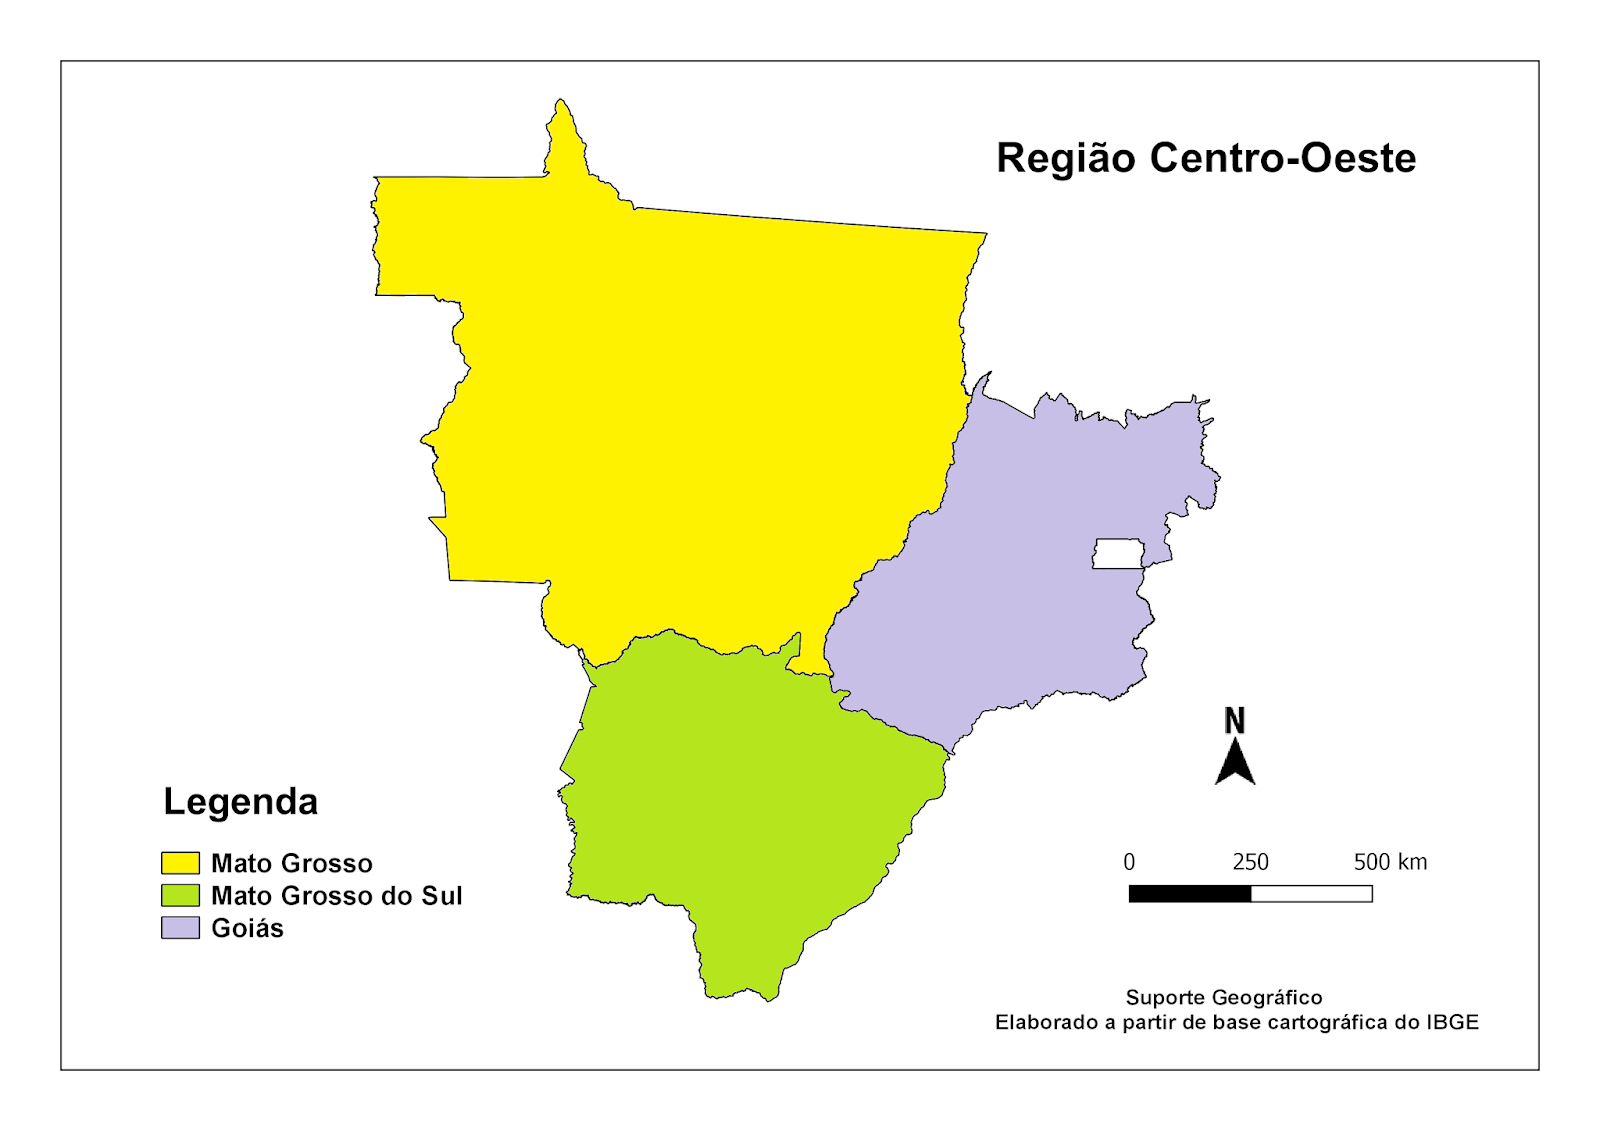 Região Centro-Oeste
N
Legenda
Mato Grosso
Mato Grosso do Sul
Goiás
0 250 500 km
Suporte Geográfico
Elaborado a partir de base cartográfica do IBGE